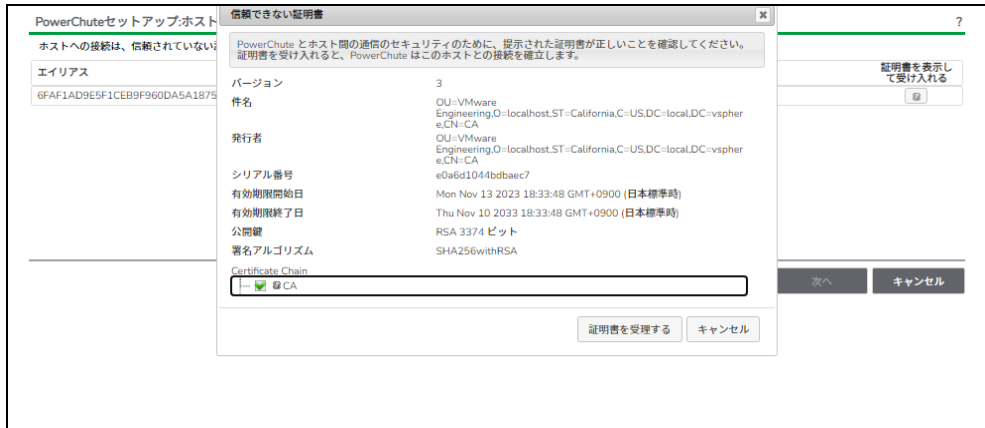 PowerChuteセットアップ:ホスト
?
信頼できない証明書
ホストへの接続は、信頼されていない
PowerChute とホスト間の通信のセキュリティのために、提示された証明書が正しいことを確認してください。
証明書を受け入れると、PowerChute はこのホストとの接続を確立します。
エイリアス
証明書を表示し
て受け入れる
6FAF1AD9E5F1CEB9F960DA5A1875
バージョン
3
件名
OU=VMware
Engineering,O=localhost,ST=California,C=US,DC=local,DC=vspher
e,CN=CA
発行者
OU=VMware
Engineering,O=localhost,ST=California,C=US,DC=local,DC=vspher
e,CN=CA
シリアル番号
e0a6d1044bdbaec7
有効期限開始日
Mon Nov 13 2023 18:33:48 GMT+0900 (日本標準時)
有効期限終了日
Thu Nov 10 2033 18:33:48 GMT+0900 (日本標準時)
公開鍵
RSA 3374 ビット
署名アルゴリズム
SHA256withRSA
Certificate Chain
CA
次へ
キャンセル
証明書を受理する
キャンセル